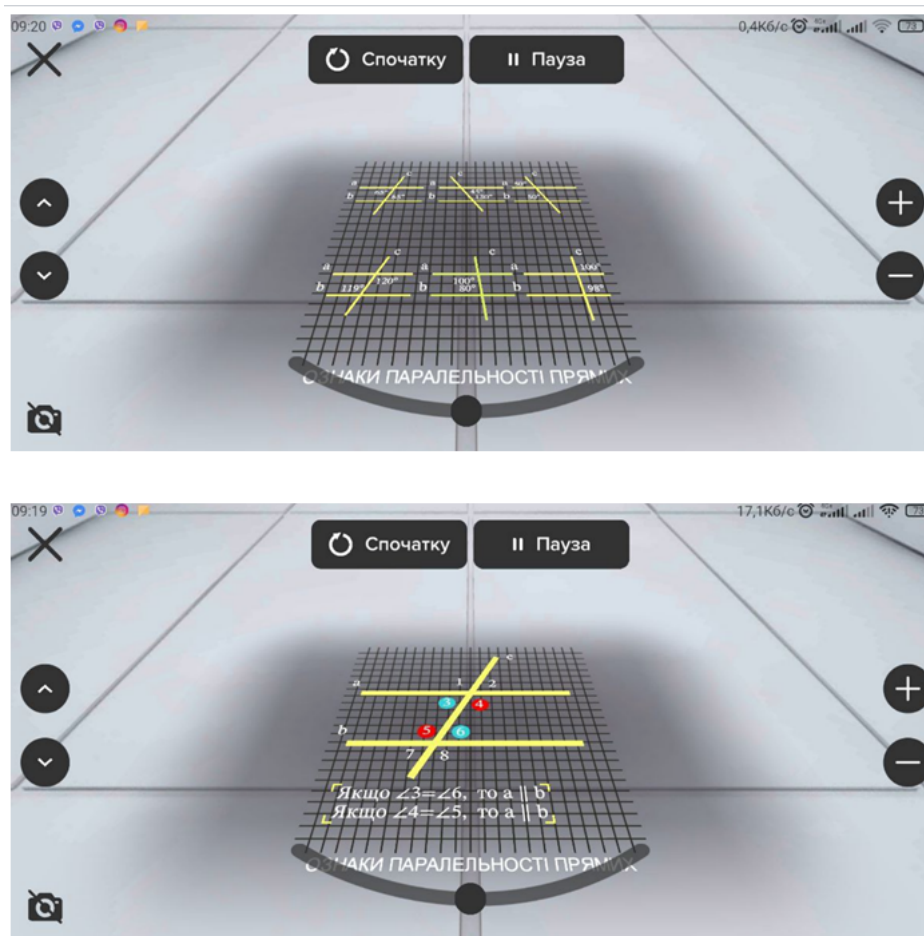 09:20
0,4Кб/с
73
Спочатку
Пауза
c c c
a a a
b b b
c c c
a a a
b b b
120° 100° 100°
119° 80° 98°
ОЗНАКИ ПАРАЛЕЛЬНОСТІ ПРЯМИХ
09:19
17,1Кб/с
Спочатку
Пауза
c
a 1 2
3 4
b 5 6
7 8
Якщо ∠3=∠6, то a ∥ b
Якщо ∠4=∠5, то a ∥ b
ОЗНАКИ ПАРАЛЕЛЬНОСТІ ПРЯМИХ